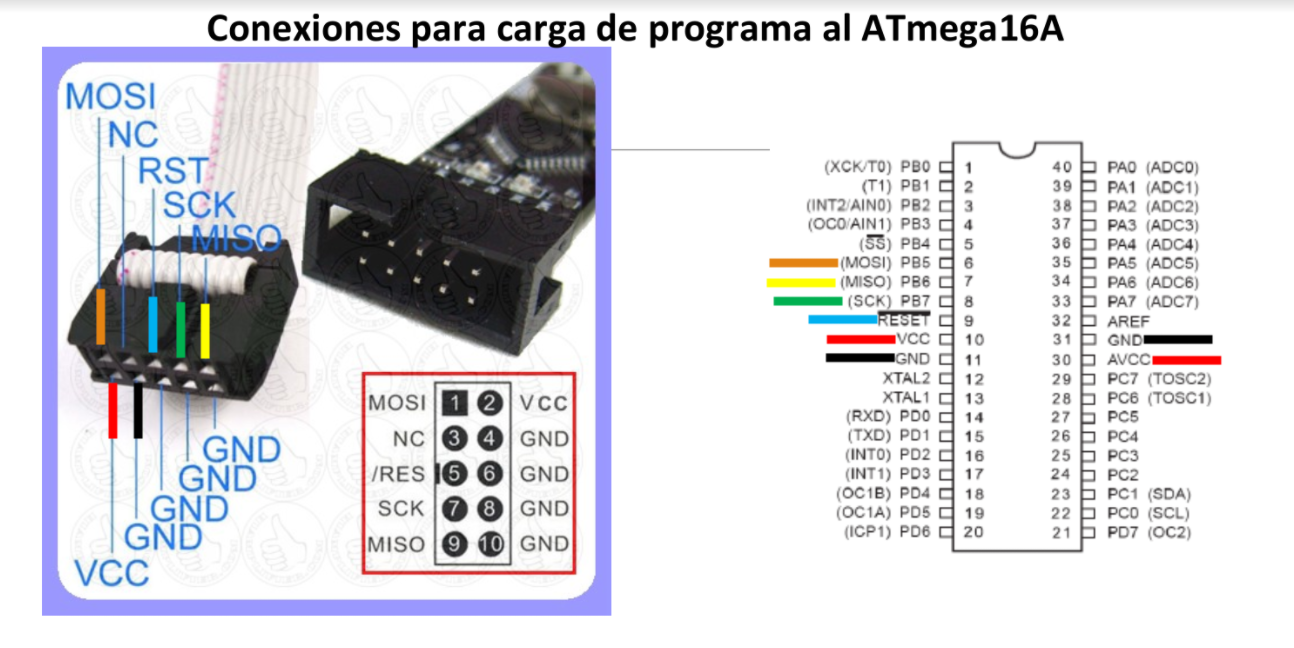 Conexiones para carga de programa al ATmega16A
MOSI
NC
RST
SCK
MISO
GND
GND
GND
GND
VCC
MOSI 1 2 VCC
NC 3 4 GND
/RES 5 6 GND
SCK 7 8 GND
MISO 9 10 GND
(XCK/T0) PB0 1 40 PA0 (ADC0)
(T1) PB1 2 39 PA1 (ADC1)
(INT2/AIN0) PB2 3 38 PA2 (ADC2)
(OC0/AIN1) PB3 4 37 PA3 (ADC3)
(SS) PB4 5 36 PA4 (ADC4)
(MOSI) PB5 6 35 PA5 (ADC5)
(MISO) PB6 7 34 PA6 (ADC6)
(SCK) PB7 8 33 PA7 (ADC7)
RESET 9 32 AREF
VCC 10 31 GND
GND 11 30 AVCC
XTAL2 12 29 PC7 (TOSC2)
XTAL1 13 28 PC6 (TOSC1)
(RXD) PD0 14 27 PC5
(TXD) PD1 15 26 PC4
(INT0) PD2 16 25 PC3
(INT1) PD3 17 24 PC2
(OC1B) PD4 18 23 PC1 (SDA)
(OC1A) PD5 19 22 PC0 (SCL)
(ICP1) PD6 20 21 PD7 (OC2)